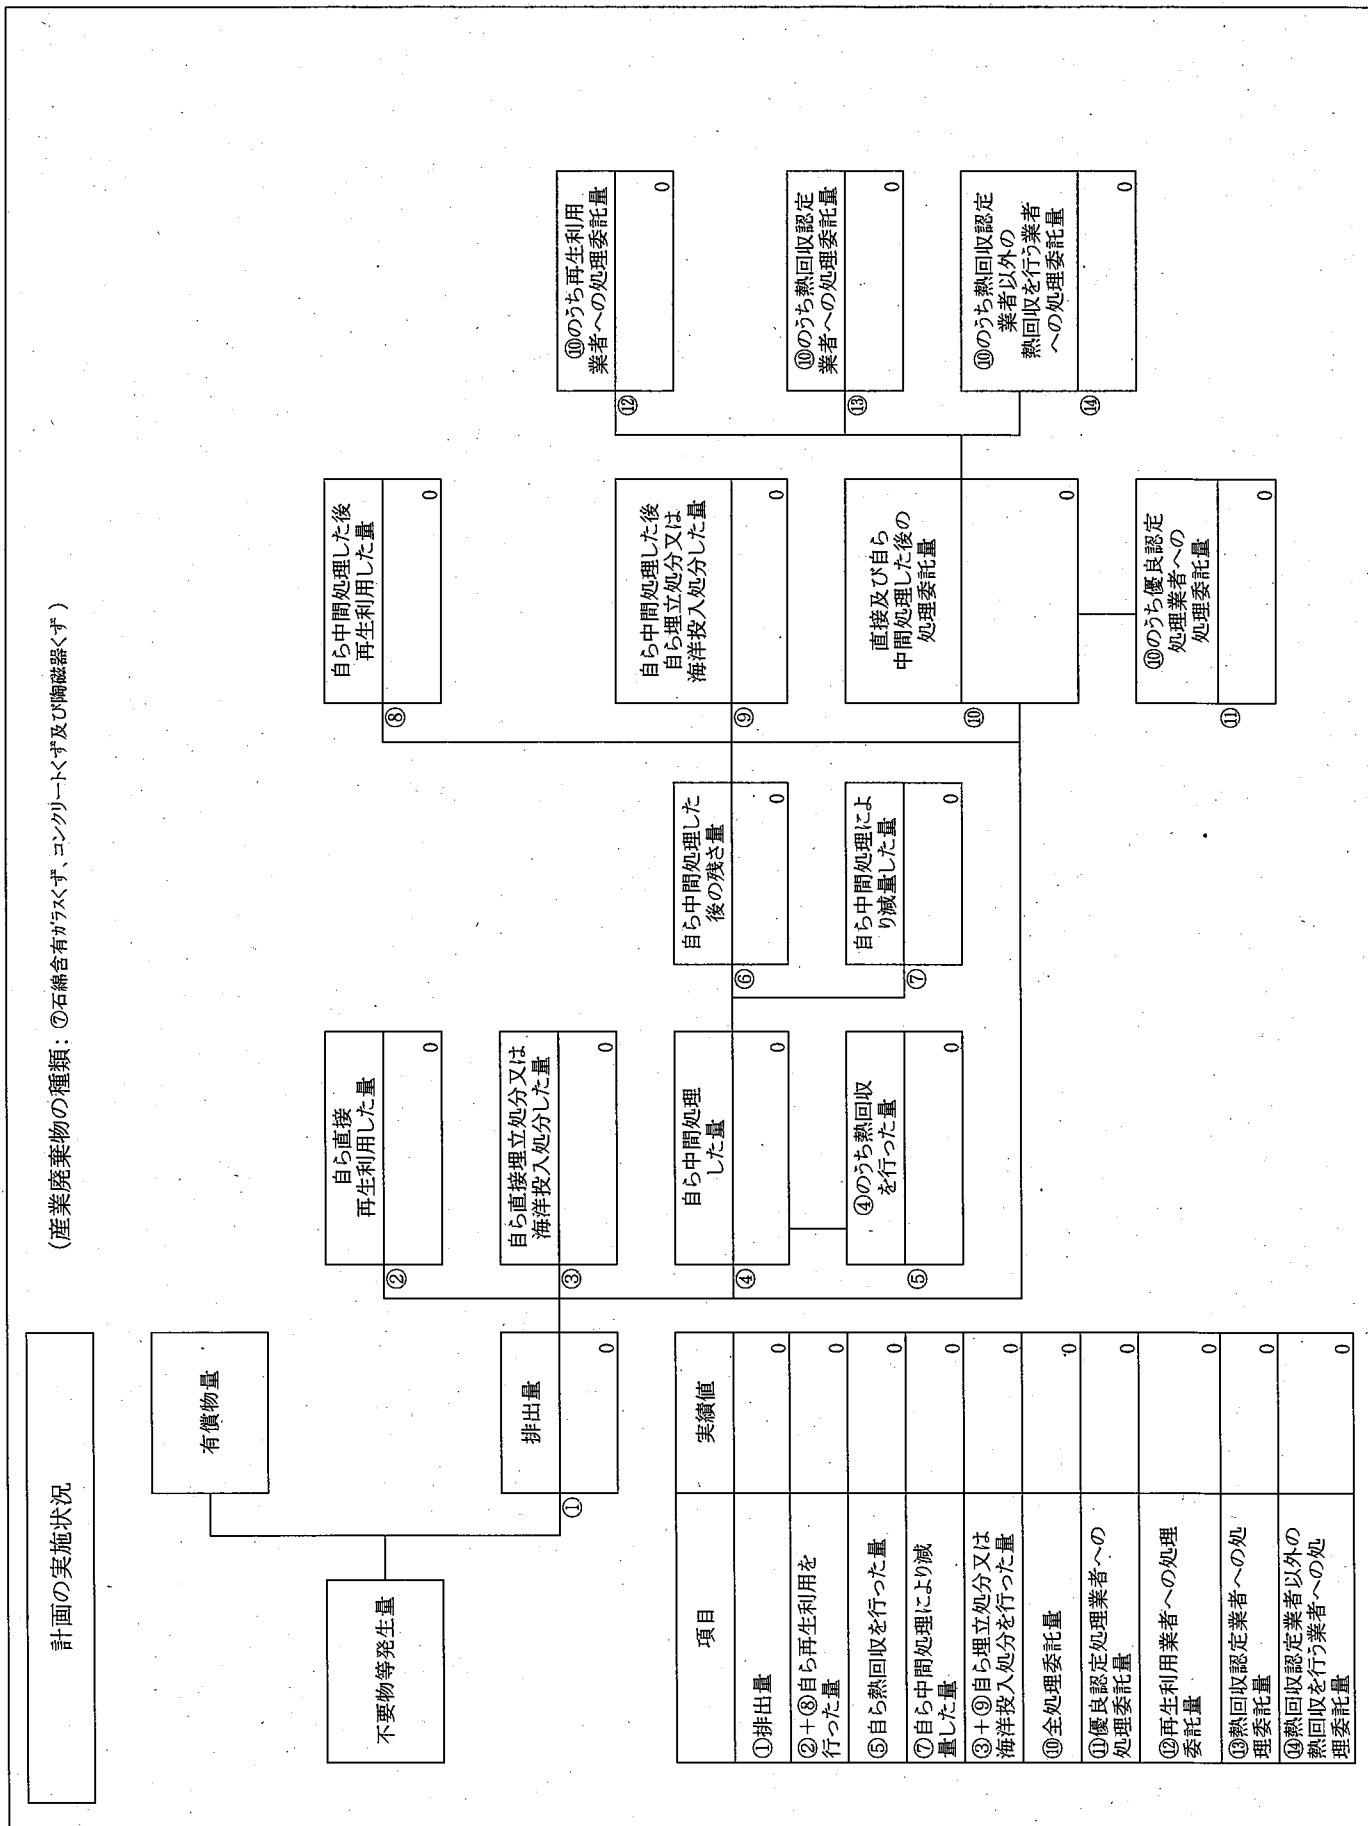 計画の実施状況
(産業廃棄物の種類：⑦石綿含有ガラスくず、コンクリートくず及び陶磁器くず)
不要物等発生量
有償物量
①
排出量
0
②
自ら直接
再生利用した量
0
③
自ら直接埋立処分又は
海洋投入処分した量
0
④
自ら中間処理
した量
0
⑤
④のうち熱回収
を行った量
0
⑥
自ら中間処理した
後の残さ量
0
⑦
自ら中間処理によ
り減量した量
0
⑧
自ら中間処理した後
再生利用した量
0
⑨
自ら中間処理した後
自ら埋立処分又は
海洋投入処分した量
0
⑩
直接及び自ら
中間処理した後の
処理委託量
0
⑪
⑩のうち優良認定
処理業者への
処理委託量
0
⑫
⑩のうち再生利用
業者への処理委託量
0
⑬
⑩のうち熱回収認定
業者への処理委託量
0
⑭
⑩のうち熱回収認定
業者以外の
熱回収を行う業者
への処理委託量
0
項目 実績値
①排出量 0
②＋⑧自ら再生利用を
行った量 0
⑤自ら熱回収を行った量 0
⑦自ら中間処理により減
量した量 0
③＋⑨自ら埋立処分又は
海洋投入処分を行った量 0
⑩全処理委託量 0
⑪優良認定処理業者への
処理委託量 0
⑫再生利用業者への処理
委託量 0
⑬熱回収認定業者への処
理委託量 0
⑭熱回収認定業者以外の
熱回収を行う業者への処
理委託量 0